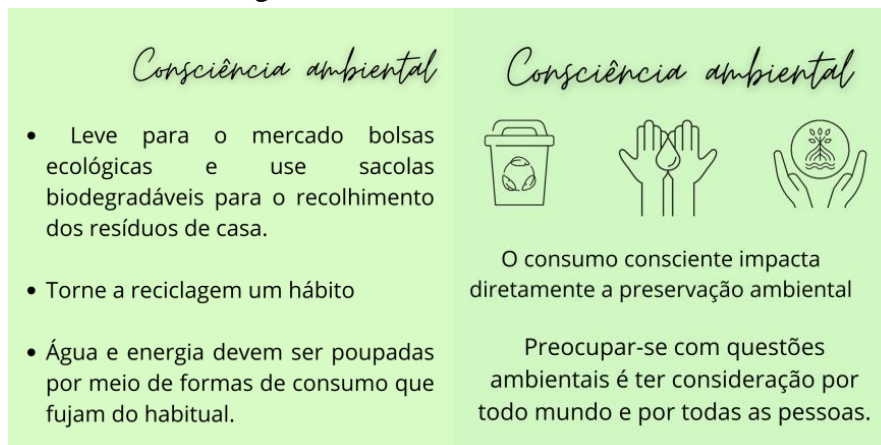 Consciência ambiental
• Leve para o mercado bolsas
ecológicas e use sacolas
biodegradáveis para o recolhimento
dos resíduos de casa.
• Torne a reciclagem um hábito
• Água e energia devem ser poupadas
por meio de formas de consumo que
fujam do habitual.
Consciência ambiental
O consumo consciente impacta
diretamente a preservação ambiental
Preocupar-se com questões
ambientais é ter consideração por
todo mundo e por todas as pessoas.